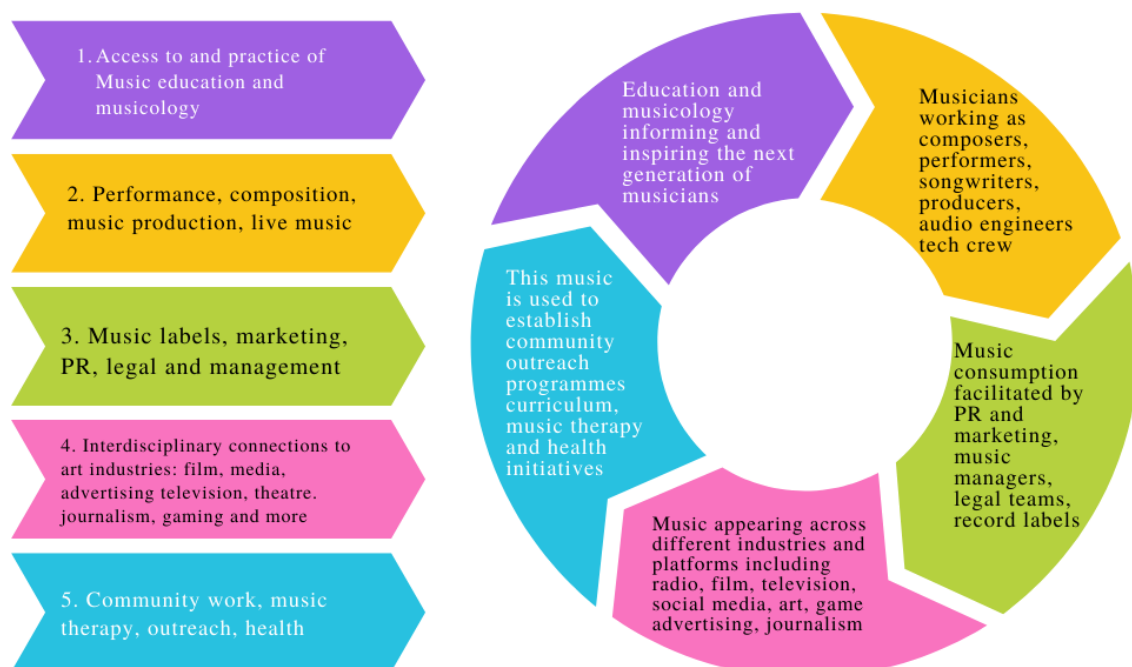 1. Access to and practice of
Music education and
musicology
2. Performance, composition,
music production, live music
3. Music labels, marketing,
PR, legal and management
4. Interdisciplinary connections to
art industries: film, media,
advertising television, theatre.
journalism, gaming and more
5. Community work, music
therapy, outreach, health
Education and
musicology
informing and
inspiring the next
generation of
musicians
Musicians
working as
composers,
performers,
songwriters,
producers,
audio engineers
tech crew
Music
consumption
facilitated by
PR and
marketing,
music
managers,
legal teams,
record labels
Music appearing across
different industries and
platforms including
radio, film, television,
social media, art, game
advertising, journalism
This music
is used to
establish
community
outreach
programmes
curriculum,
music therapy
and health
initiatives